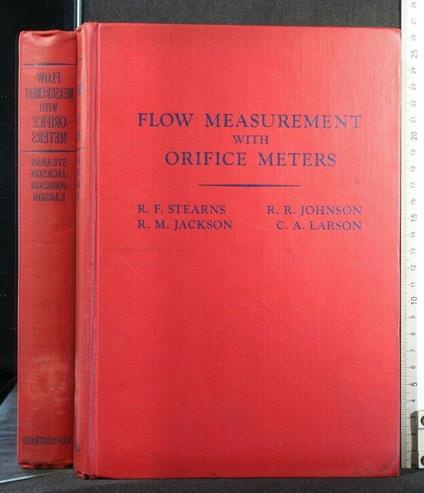 FLOW MEASUREMENT
WITH
ORIFICE METERS
R. F. STEARNS R. R. JOHNSON
R. M. JACKSON C. A. LARSON
FLOW
MEASUREMENT
WITH
ORIFICE
METERS
STEARNS
JACKSON
JOHNSON
LARSON
VAN NOSTRAND